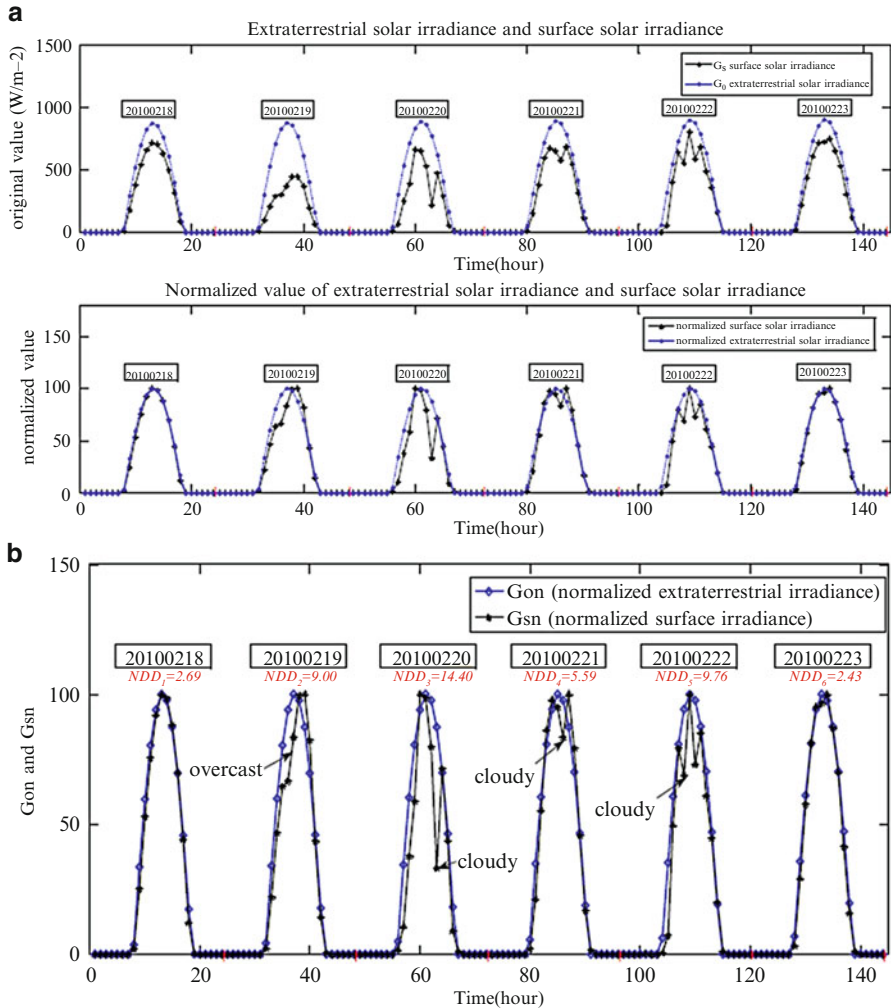 a
Extraterrestrial solar irradiance and surface solar irradiance
original value (W/m–2)
1500
1000
500
0
Gs surface solar irradiance
G0 extraterrestrial solar irradiance
20100218
20100219
20100220
20100221
20100222
20100223
0 20 40 60 80 100 120 140
Time(hour)
Normalized value of extraterrestrial solar irradiance and surface solar irradiance
normalized value
150
100
50
0
normalized surface solar irradiance
normalized extraterrestrial solar irradiance
20100218
20100219
20100220
20100221
20100222
20100223
0 20 40 60 80 100 120 140
Time(hour)
b
Gon and Gsn
150
100
50
0
Gon (normalized extraterrestrial irradiance)
Gsn (normalized surface irradiance)
20100218
NDD1=2.69
20100219
NDD2=9.00
20100220
NDD3=14.40
20100221
NDD4=5.59
20100222
NDD5=9.76
20100223
NDD6=2.43
overcast
cloudy
cloudy
cloudy
0 20 40 60 80 100 120 140
Time(hour)